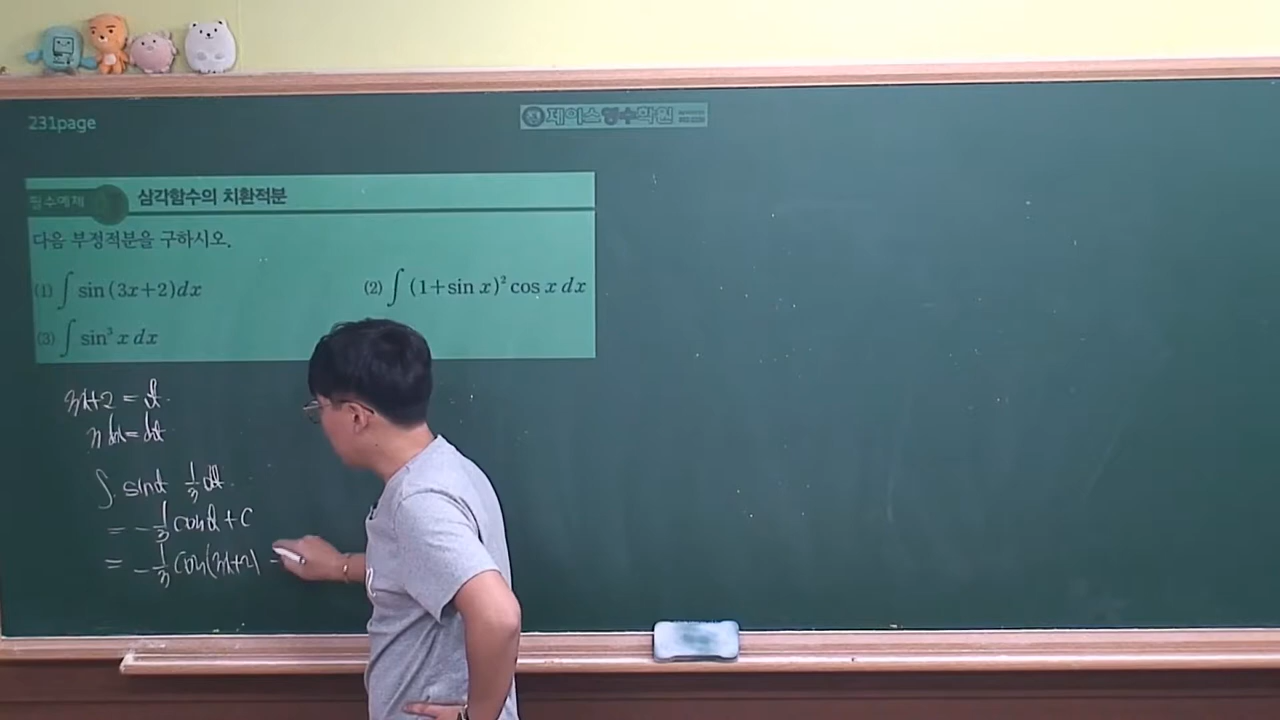 231page
제이스영수학원
필수예제 삼각함수의 치환적분
다음 부정적분을 구하시오.
(1) ∫ sin(3x+2)dx (2) ∫ (1+sin x)² cos x dx
(3) ∫ sin³ x dx
3x+2 = t
3dx = dt
∫ sin t 1/3 dt
= -1/3 cos t + C
= -1/3 cos(3x+2) -